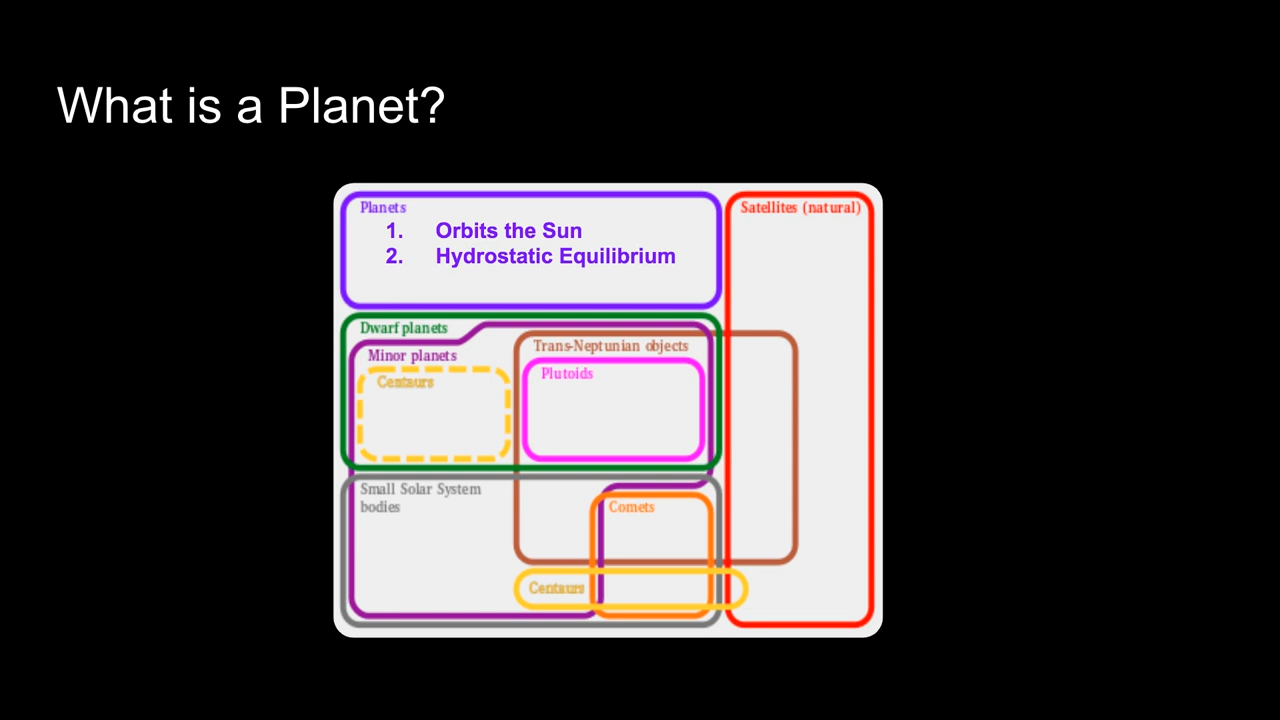 What is a Planet?
Planets
Satellites (natural)
1. Orbits the Sun
2. Hydrostatic Equilibrium
Dwarf planets
Minor planets
Trans-Neptunian objects
Centaurs
Plutoids
Small Solar System
bodies
Comets
Centaurs